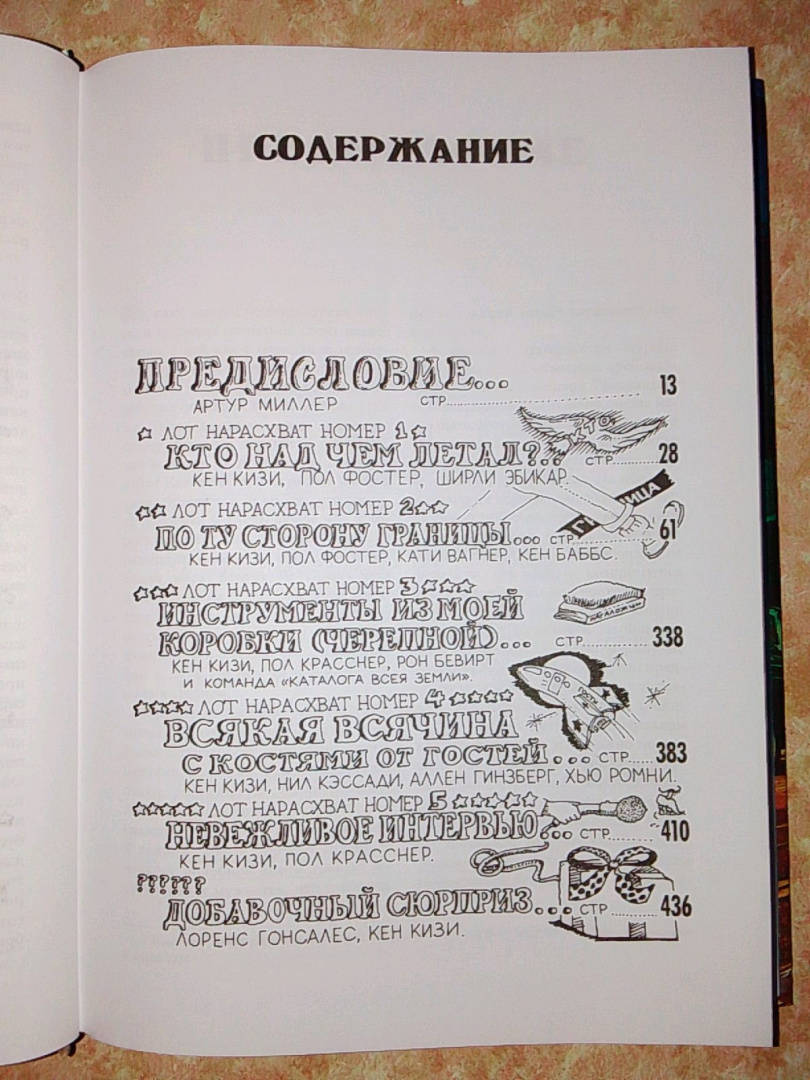 СОДЕРЖАНИЕ
ПРЕДИСЛОВИЕ...
АРТУР МИЛЛЕР СТР. 13
ЛОТ НАРАСХВАТ НОМЕР 1
КТО НАД ЧЕМ ЛЕТАЛ?.. СТР. 28
КЕН КИЗИ, ПОЛ ФОСТЕР, ШИРЛИ ЭБИКАР.
ГРАНИЦА
ЛОТ НАРАСХВАТ НОМЕР 2
ПО ТУ СТОРОНУ ГРАНИЦЫ... СТР. 61
КЕН КИЗИ, ПОЛ ФОСТЕР, КАТИ ВАГНЕР, КЕН БАББС.
ЛОТ НАРАСХВАТ НОМЕР 3
ИНСТРУМЕНТЫ ИЗ МОЕЙ
КОРОБКИ (ЧЕРЕПНОЙ)... СТР. 338
КЕН КИЗИ, ПОЛ КРАССНЕР, РОН БЕВИРТ
И КОМАНДА «КАТАЛОГА ВСЕЯ ЗЕМЛИ».
ЛОТ НАРАСХВАТ НОМЕР 4
ВСЯКАЯ ВСЯЧИНА
С КОСТЯМИ ОТ ГОСТЕЙ... СТР. 383
КЕН КИЗИ, НИЛ КЭССАДИ, АЛЛЕН ГИНЗБЕРГ, ХЬЮ РОМНИ.
ЛОТ НАРАСХВАТ НОМЕР 5
НЕВЕЖЛИВОЕ ИНТЕРВЬЮ... СТР. 410
КЕН КИЗИ, ПОЛ КРАССНЕР.
??????
ДОБАВОЧНЫЙ СЮРПРИЗ... СТР. 436
ЛОРЕНС ГОНСАЛЕС, КЕН КИЗИ.